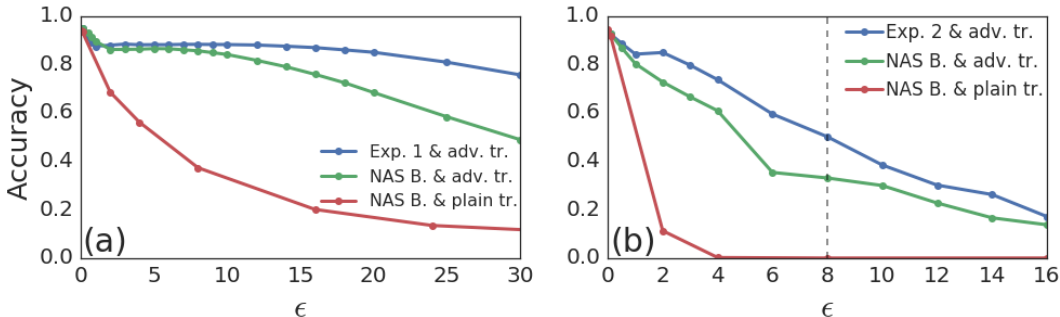 1.0
0.8
0.6
0.4
0.2
0.0
Accuracy
(a)
Exp. 1 & adv. tr.
NAS B. & adv. tr.
NAS B. & plain tr.
0 5 10 15 20 25 30
ϵ
1.0
0.8
0.6
0.4
0.2
0.0
(b)
Exp. 2 & adv. tr.
NAS B. & adv. tr.
NAS B. & plain tr.
0 2 4 6 8 10 12 14 16
ϵ